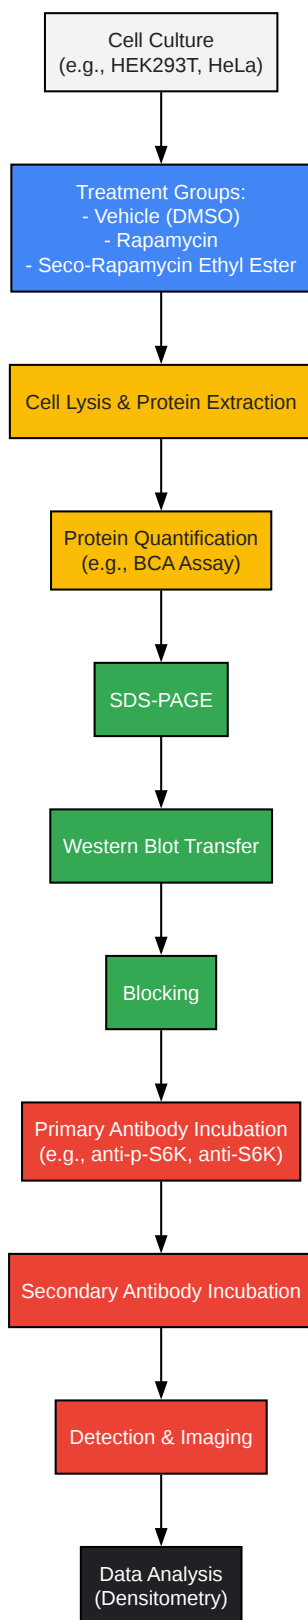 Cell Culture
(e.g., HEK293T, HeLa)
Treatment Groups:
- Vehicle (DMSO)
- Rapamycin
- Seco-Rapamycin Ethyl Ester
Cell Lysis & Protein Extraction
Protein Quantification
(e.g., BCA Assay)
SDS-PAGE
Western Blot Transfer
Blocking
Primary Antibody Incubation
(e.g., anti-p-S6K, anti-S6K)
Secondary Antibody Incubation
Detection & Imaging
Data Analysis
(Densitometry)